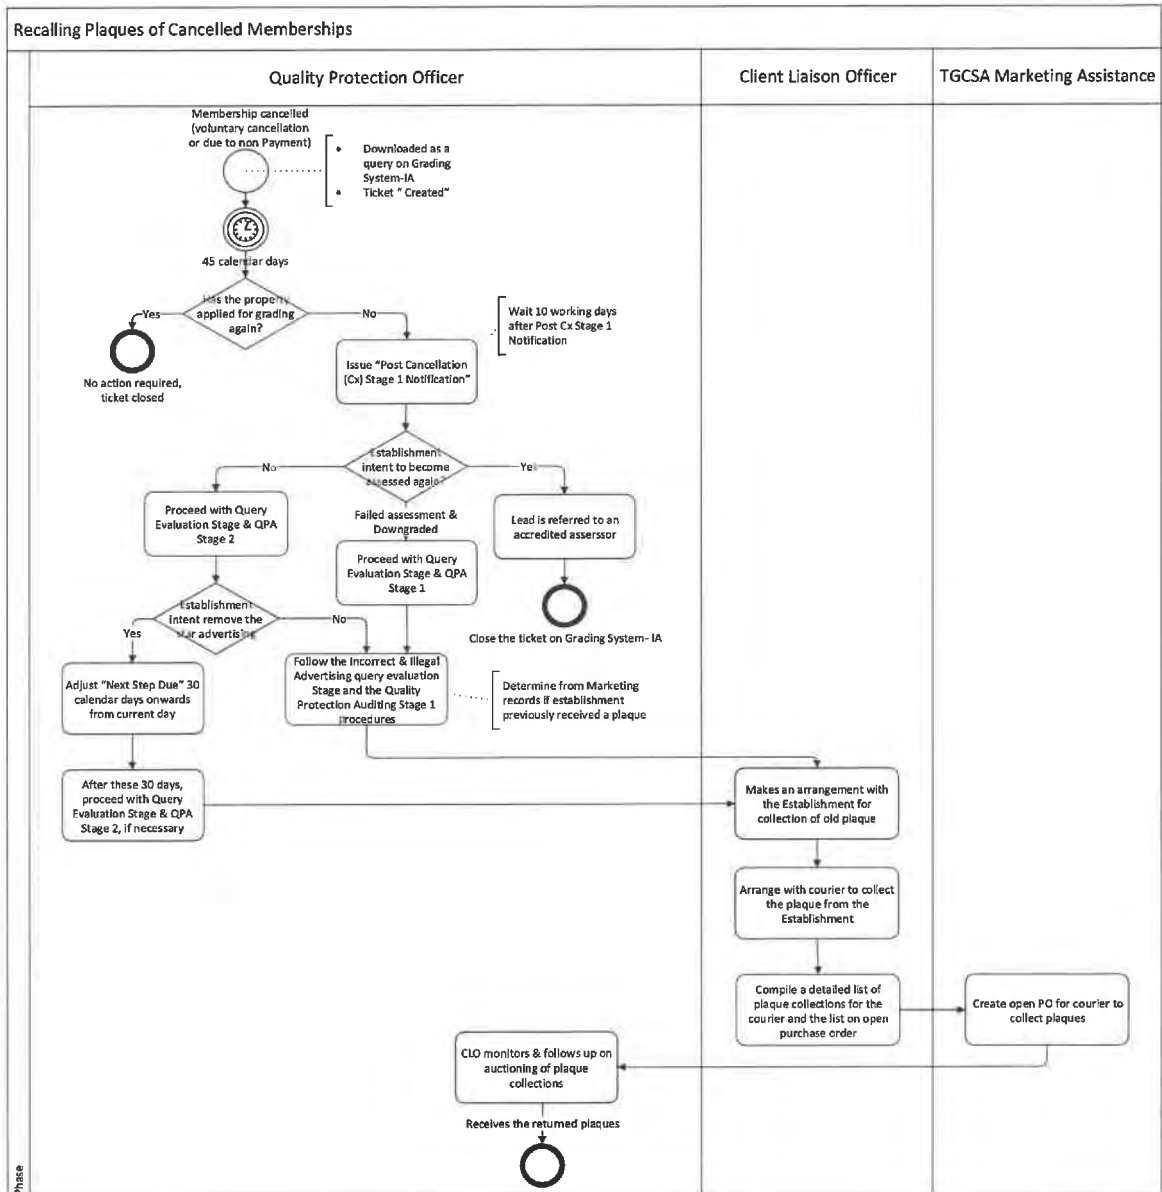 Recalling Plaques of Cancelled Memberships
Quality Protection Officer
Client Liaison Officer
TGCSA Marketing Assistance
Membership cancelled
(voluntary cancellation
or due to non Payment)
• Downloaded as a
query on Grading
System-IA
• Ticket " Created"
45 calendar days
Has the property
applied for grading
again?
Yes
No
No action required,
ticket closed
Wait 10 working days
after Post Cx Stage 1
Notification
Issue "Post Cancellation
(Cx) Stage 1 Notification"
Establishment
intent to become
assessed again?
No
Yes
Proceed with Query
Evaluation Stage & QPA
Stage 2
Failed assessment &
Downgraded
Lead is referred to an
accredited asserssor
Proceed with Query
Evaluation Stage & QPA
Stage 1
Close the ticket on Grading System- IA
Establishment
intent remove the
star advertising
Yes
No
Adjust "Next Step Due" 30
calendar days onwards
from current day
Follow the Incorrect & Illegal
Advertising query evaluation
Stage and the Quality
Protection Auditing Stage 1
procedures
Determine from Marketing
records if establishment
previously received a plaque
After these 30 days,
proceed with Query
Evaluation Stage & QPA
Stage 2, if necessary
Makes an arrangement with
the Establishment for
collection of old plaque
Arrange with courier to collect
the plaque from the
Establishment
Compile a detailed list of
plaque collections for the
courier and the list on open
purchase order
Create open PO for courier to
collect plaques
CLO monitors & follows up on
auctioning of plaque
collections
Receives the returned plaques
Phase